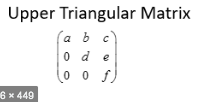 Upper Triangular Matrix
a b c
0 d e
0 0 f
6 × 449